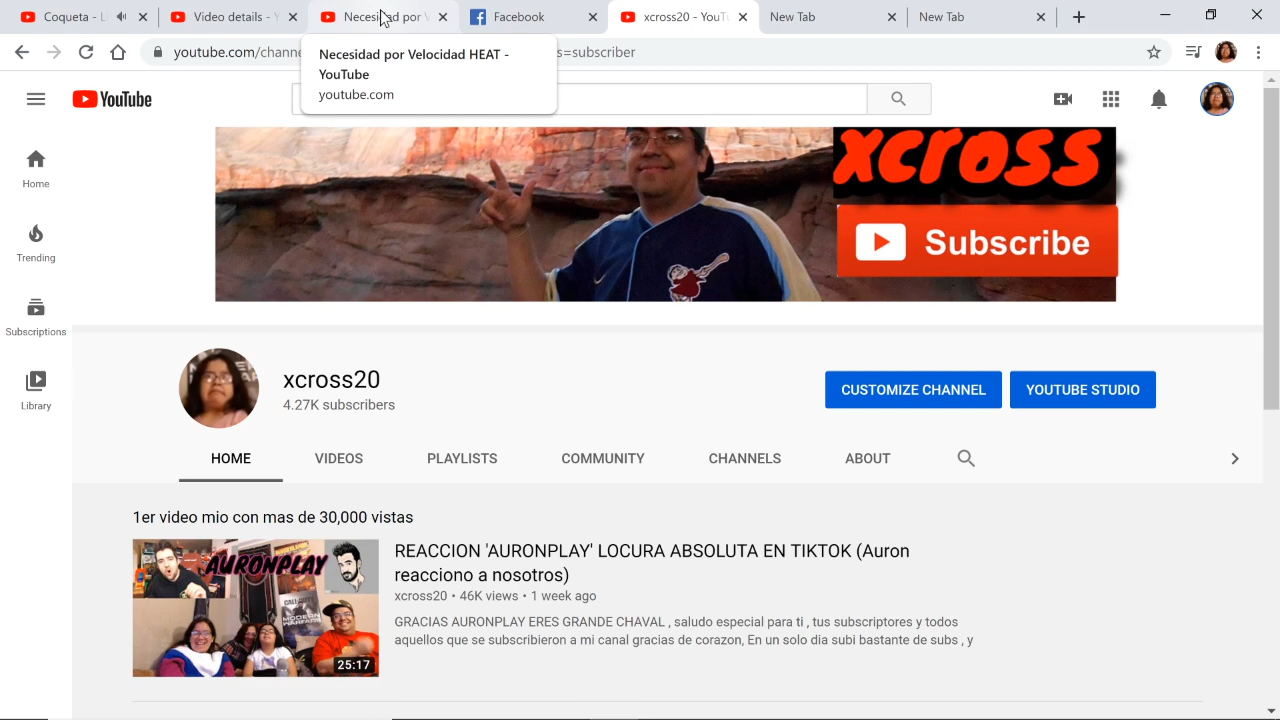 Coqueta - L
Video details - Y
Necesidad por V
Facebook
xcross20 - YouT
New Tab
New Tab
youtube.com/channe
s=subscriber
Necesidad por Velocidad HEAT -
YouTube
youtube.com
YouTube
Home
Trending
Subscriptions
Library
xcross
Subscribe
xcross20
4.27K subscribers
CUSTOMIZE CHANNEL
YOUTUBE STUDIO
HOME
VIDEOS
PLAYLISTS
COMMUNITY
CHANNELS
ABOUT
1er video mio con mas de 30,000 vistas
AURONPLAY
CALL OF DUTY
MODERN
WARFARE
25:17
REACCION 'AURONPLAY' LOCURA ABSOLUTA EN TIKTOK (Auron
reacciono a nosotros)
xcross20 • 46K views • 1 week ago
GRACIAS AURONPLAY ERES GRANDE CHAVAL , saludo especial para ti , tus subscriptores y todos
aquellos que se subscribieron a mi canal gracias de corazon, En un solo dia subi bastante de subs , y